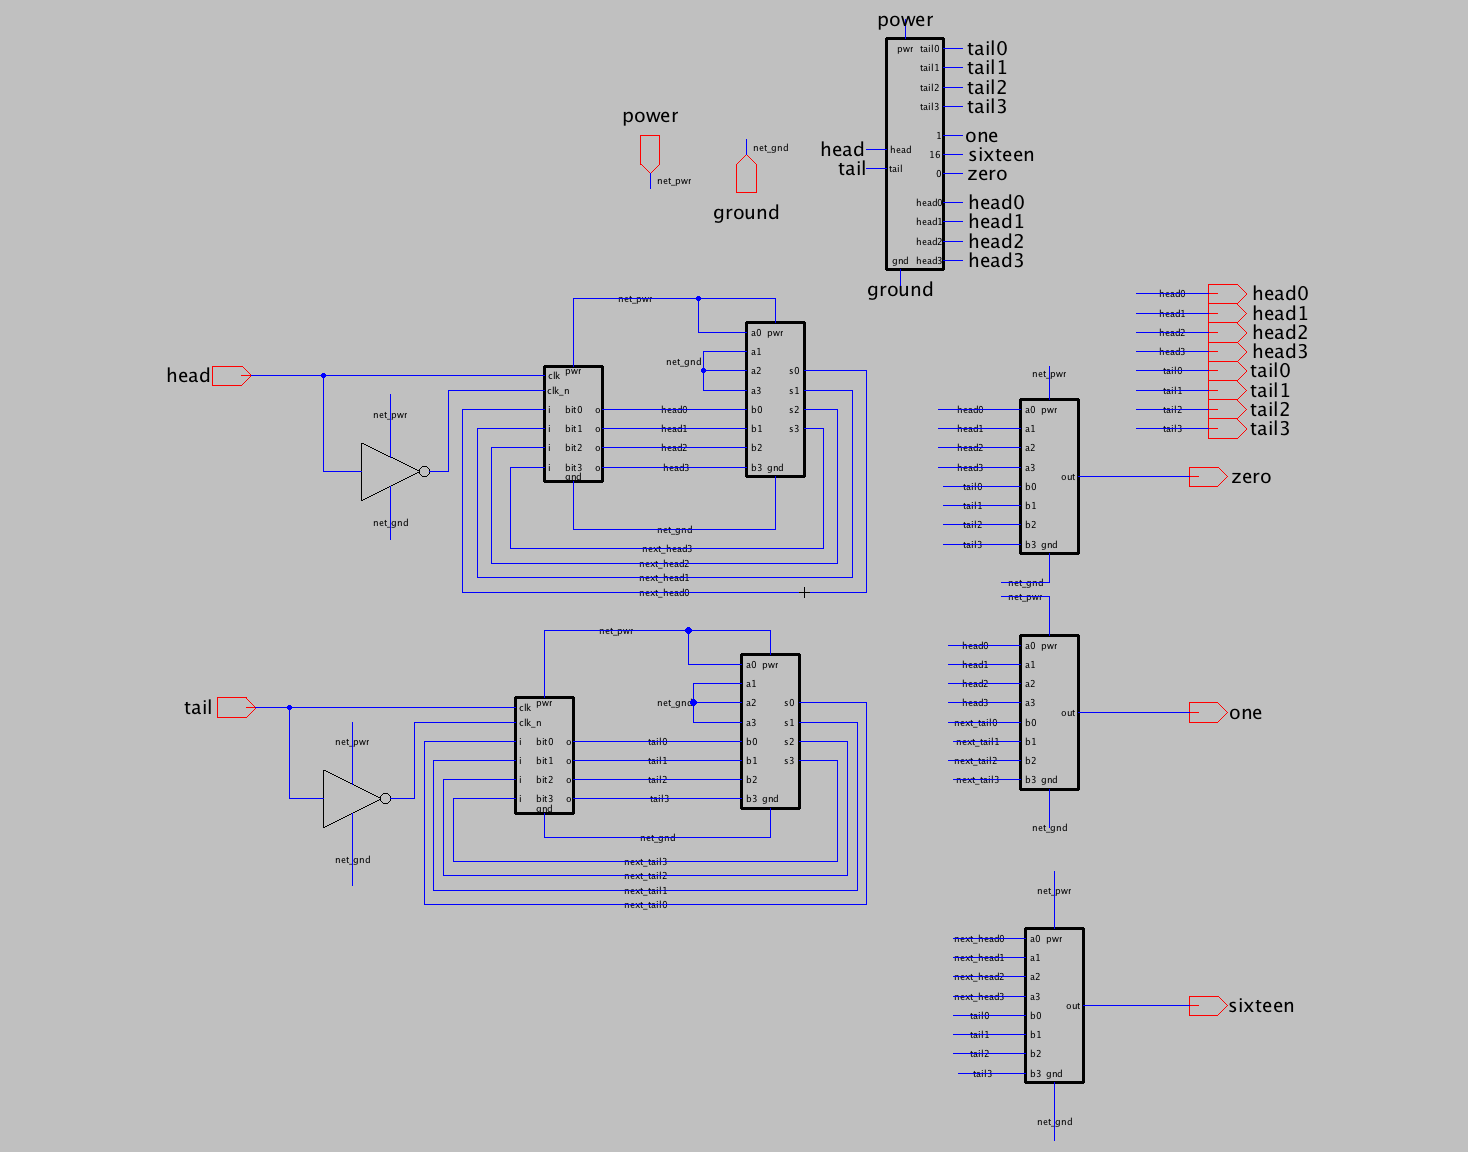 power
pwr tail0 tail0
tail1 tail1
tail2 tail2
tail3 tail3
1 one
head head 16 sixteen
tail tail 0 zero
head0 head0
head1 head1
head2 head2
gnd head3 head3
ground
power
net_pwr
net_gnd
ground
head0 head0
head1 head1
head2 head2
head3 head3
tail0 tail0
tail1 tail1
tail2 tail2
tail3 tail3
head
net_pwr
net_gnd
net_pwr
clk pwr
clk_n
i bit0 o head0
i bit1 o head1
i bit2 o head2
i bit3 o head3
gnd
a0 pwr
a1
net_gnd
a2 s0
a3 s1
b0 s2
b1 s3
b2
b3 gnd
net_gnd
next_head3
next_head2
next_head1
next_head0
net_pwr
head0 a0 pwr
head1 a1
head2 a2
head3 a3
tail0 b0 out zero
tail1 b1
tail2 b2
tail3 b3 gnd
net_gnd
net_pwr
head0 a0 pwr
head1 a1
head2 a2
head3 a3
next_tail0 b0 out one
next_tail1 b1
next_tail2 b2
next_tail3 b3 gnd
net_gnd
tail
net_pwr
net_gnd
net_pwr
clk pwr
clk_n
i bit0 o tail0
i bit1 o tail1
i bit2 o tail2
i bit3 o tail3
gnd
a0 pwr
a1
net_gnd
a2 s0
a3 s1
b0 s2
b1 s3
b2
b3 gnd
net_gnd
next_tail3
next_tail2
next_tail1
next_tail0
net_pwr
next_head0 a0 pwr
next_head1 a1
next_head2 a2
next_head3 a3
tail0 b0 out sixteen
tail1 b1
tail2 b2
tail3 b3 gnd
net_gnd